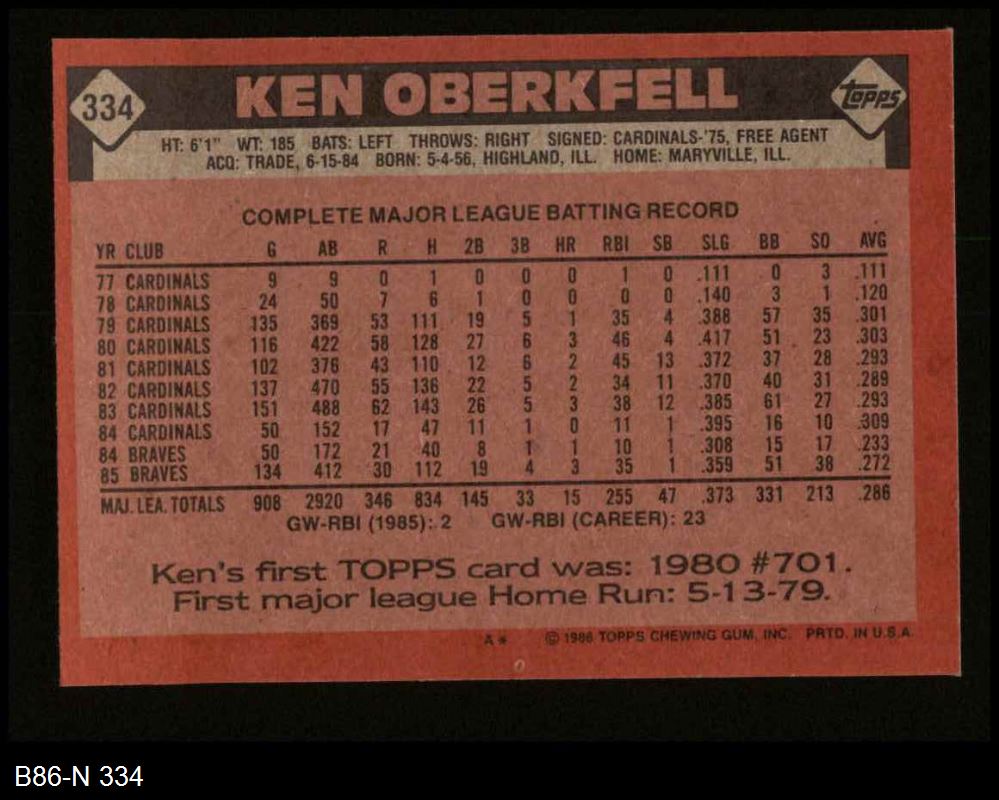 334
KEN OBERKFELL
topps
HT: 6'1" WT: 185 BATS: LEFT THROWS: RIGHT SIGNED: CARDINALS-'75, FREE AGENT
ACQ: TRADE, 6-15-84 BORN: 5-4-56, HIGHLAND, ILL. HOME: MARYVILLE, ILL.
COMPLETE MAJOR LEAGUE BATTING RECORD
YR CLUB G AB R H 2B 3B HR RBI SB SLG BB SO AVG
77 CARDINALS 9 9 0 1 0 0 0 1 0 .111 0 3 .111
78 CARDINALS 24 50 7 6 1 0 0 0 0 .140 3 1 .120
79 CARDINALS 135 369 53 111 19 5 1 35 4 .388 57 35 .301
80 CARDINALS 116 422 58 128 27 6 3 46 4 .417 51 23 .303
81 CARDINALS 102 376 43 110 12 6 2 45 13 .372 37 28 .293
82 CARDINALS 137 470 55 136 22 5 2 34 11 .370 40 31 .289
83 CARDINALS 151 488 62 143 26 5 3 38 12 .385 61 27 .293
84 CARDINALS 50 152 17 47 11 1 0 11 1 .395 16 10 .309
84 BRAVES 50 172 21 40 8 1 1 10 1 .308 15 17 .233
85 BRAVES 134 412 30 112 19 4 3 35 1 .359 51 38 .272
MAJ. LEA. TOTALS 908 2920 346 834 145 33 15 255 47 .373 331 213 .286
GW-RBI (1985): 2 GW-RBI (CAREER): 23
Ken's first TOPPS card was: 1980 #701.
First major league Home Run: 5-13-79.
A* © 1986 TOPPS CHEWING GUM, INC. PRTD. IN U.S.A.
B86-N 334